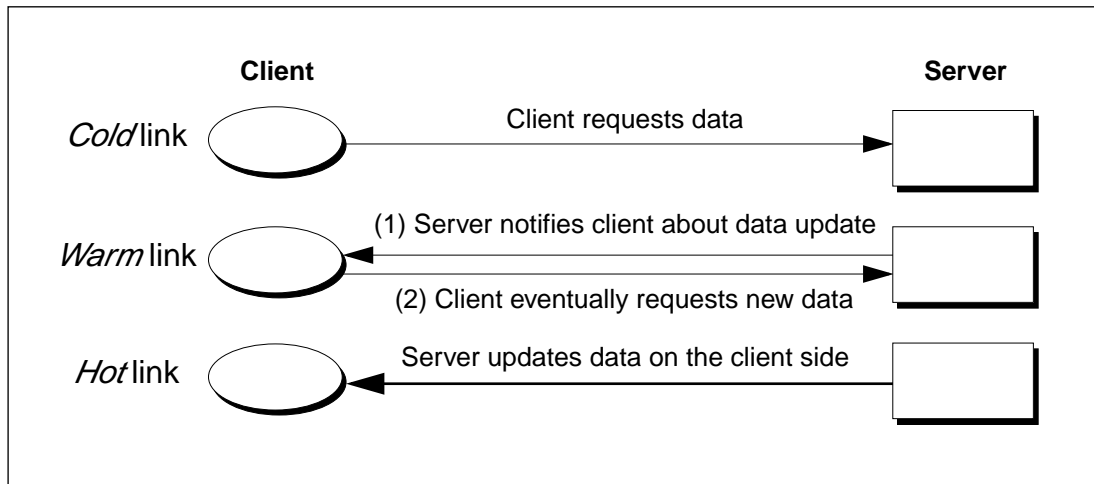 Client Server
Cold link
Client requests data
(1) Server notifies client about data update
Warm link
(2) Client eventually requests new data
Server updates data on the client side
Hot link